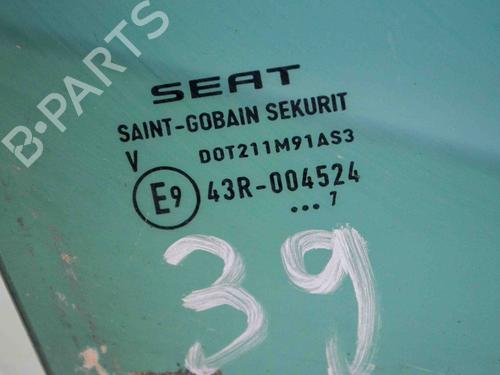 B-PARTS
SEAT
SAINT-GOBAIN SEKURIT
V DOT211M91AS3
E9 43R-004524
... 7
39